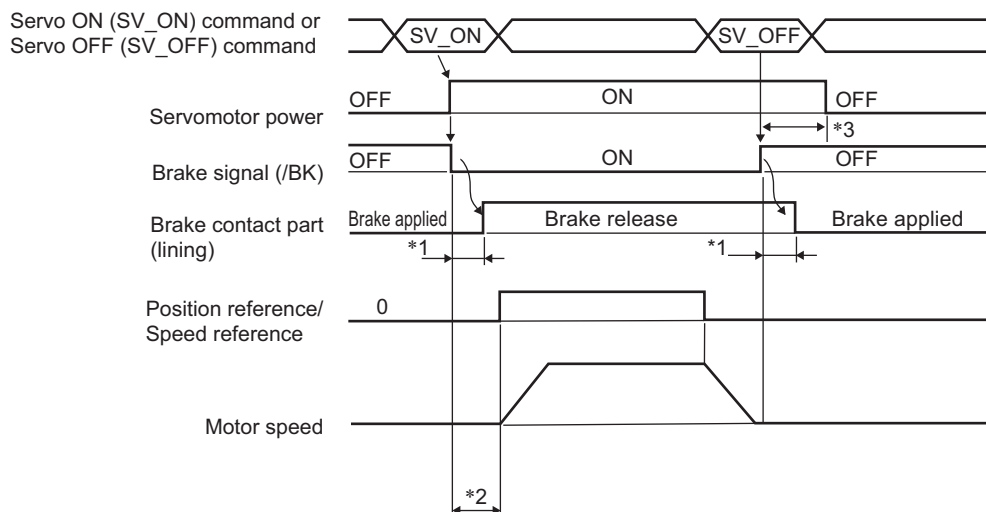 Servo ON (SV_ON) command or
Servo OFF (SV_OFF) command
SV_ON
SV_OFF
Servomotor power
OFF
ON
OFF
*3
Brake signal (/BK)
OFF
ON
OFF
Brake contact part
(lining)
Brake applied
Brake release
Brake applied
*1
*1
Position reference/
Speed reference
0
Motor speed
*2